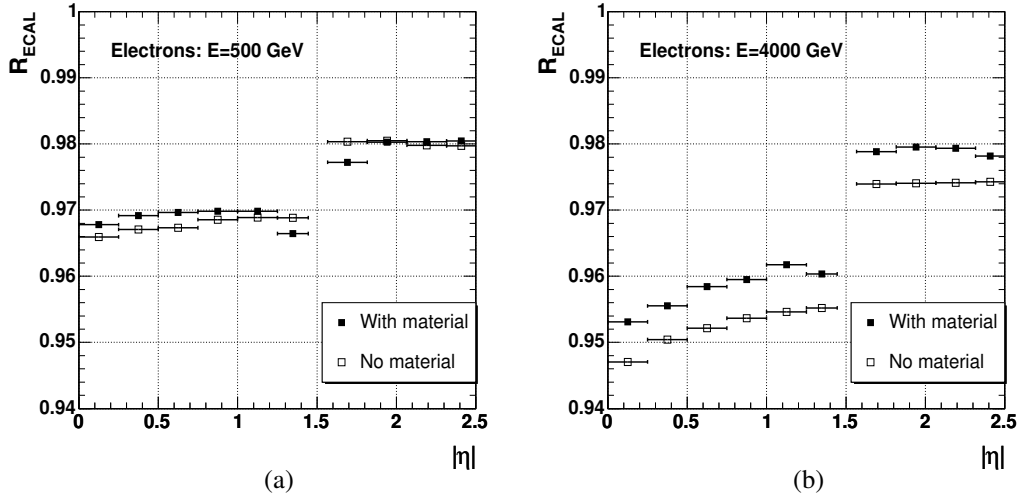 R_ECAL
1
0.99
0.98
0.97
0.96
0.95
0.94
Electrons: E=500 GeV
With material
No material
0 0.5 1 1.5 2 2.5
|η|
(a)
R_ECAL
1
0.99
0.98
0.97
0.96
0.95
0.94
Electrons: E=4000 GeV
With material
No material
0 0.5 1 1.5 2 2.5
|η|
(b)